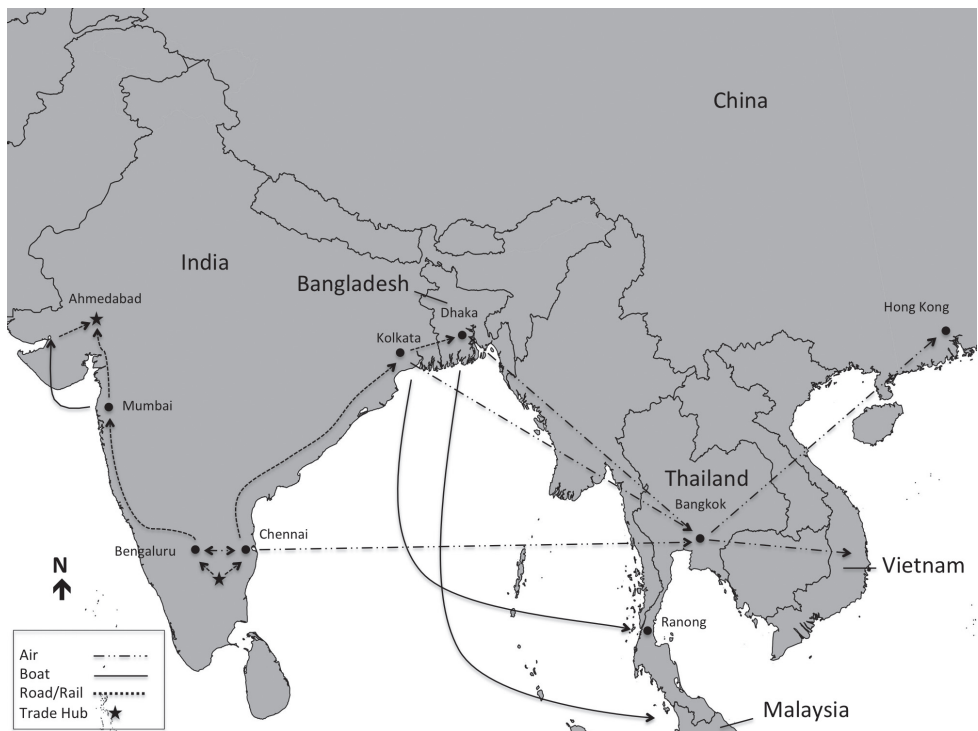 China
India
Bangladesh
Ahmedabad
Dhaka
Hong Kong
Kolkata
Mumbai
Thailand
Bangkok
Chennai
Bengaluru
Vietnam
N
Ranong
Air
Boat
Road/Rail
Trade Hub
Malaysia